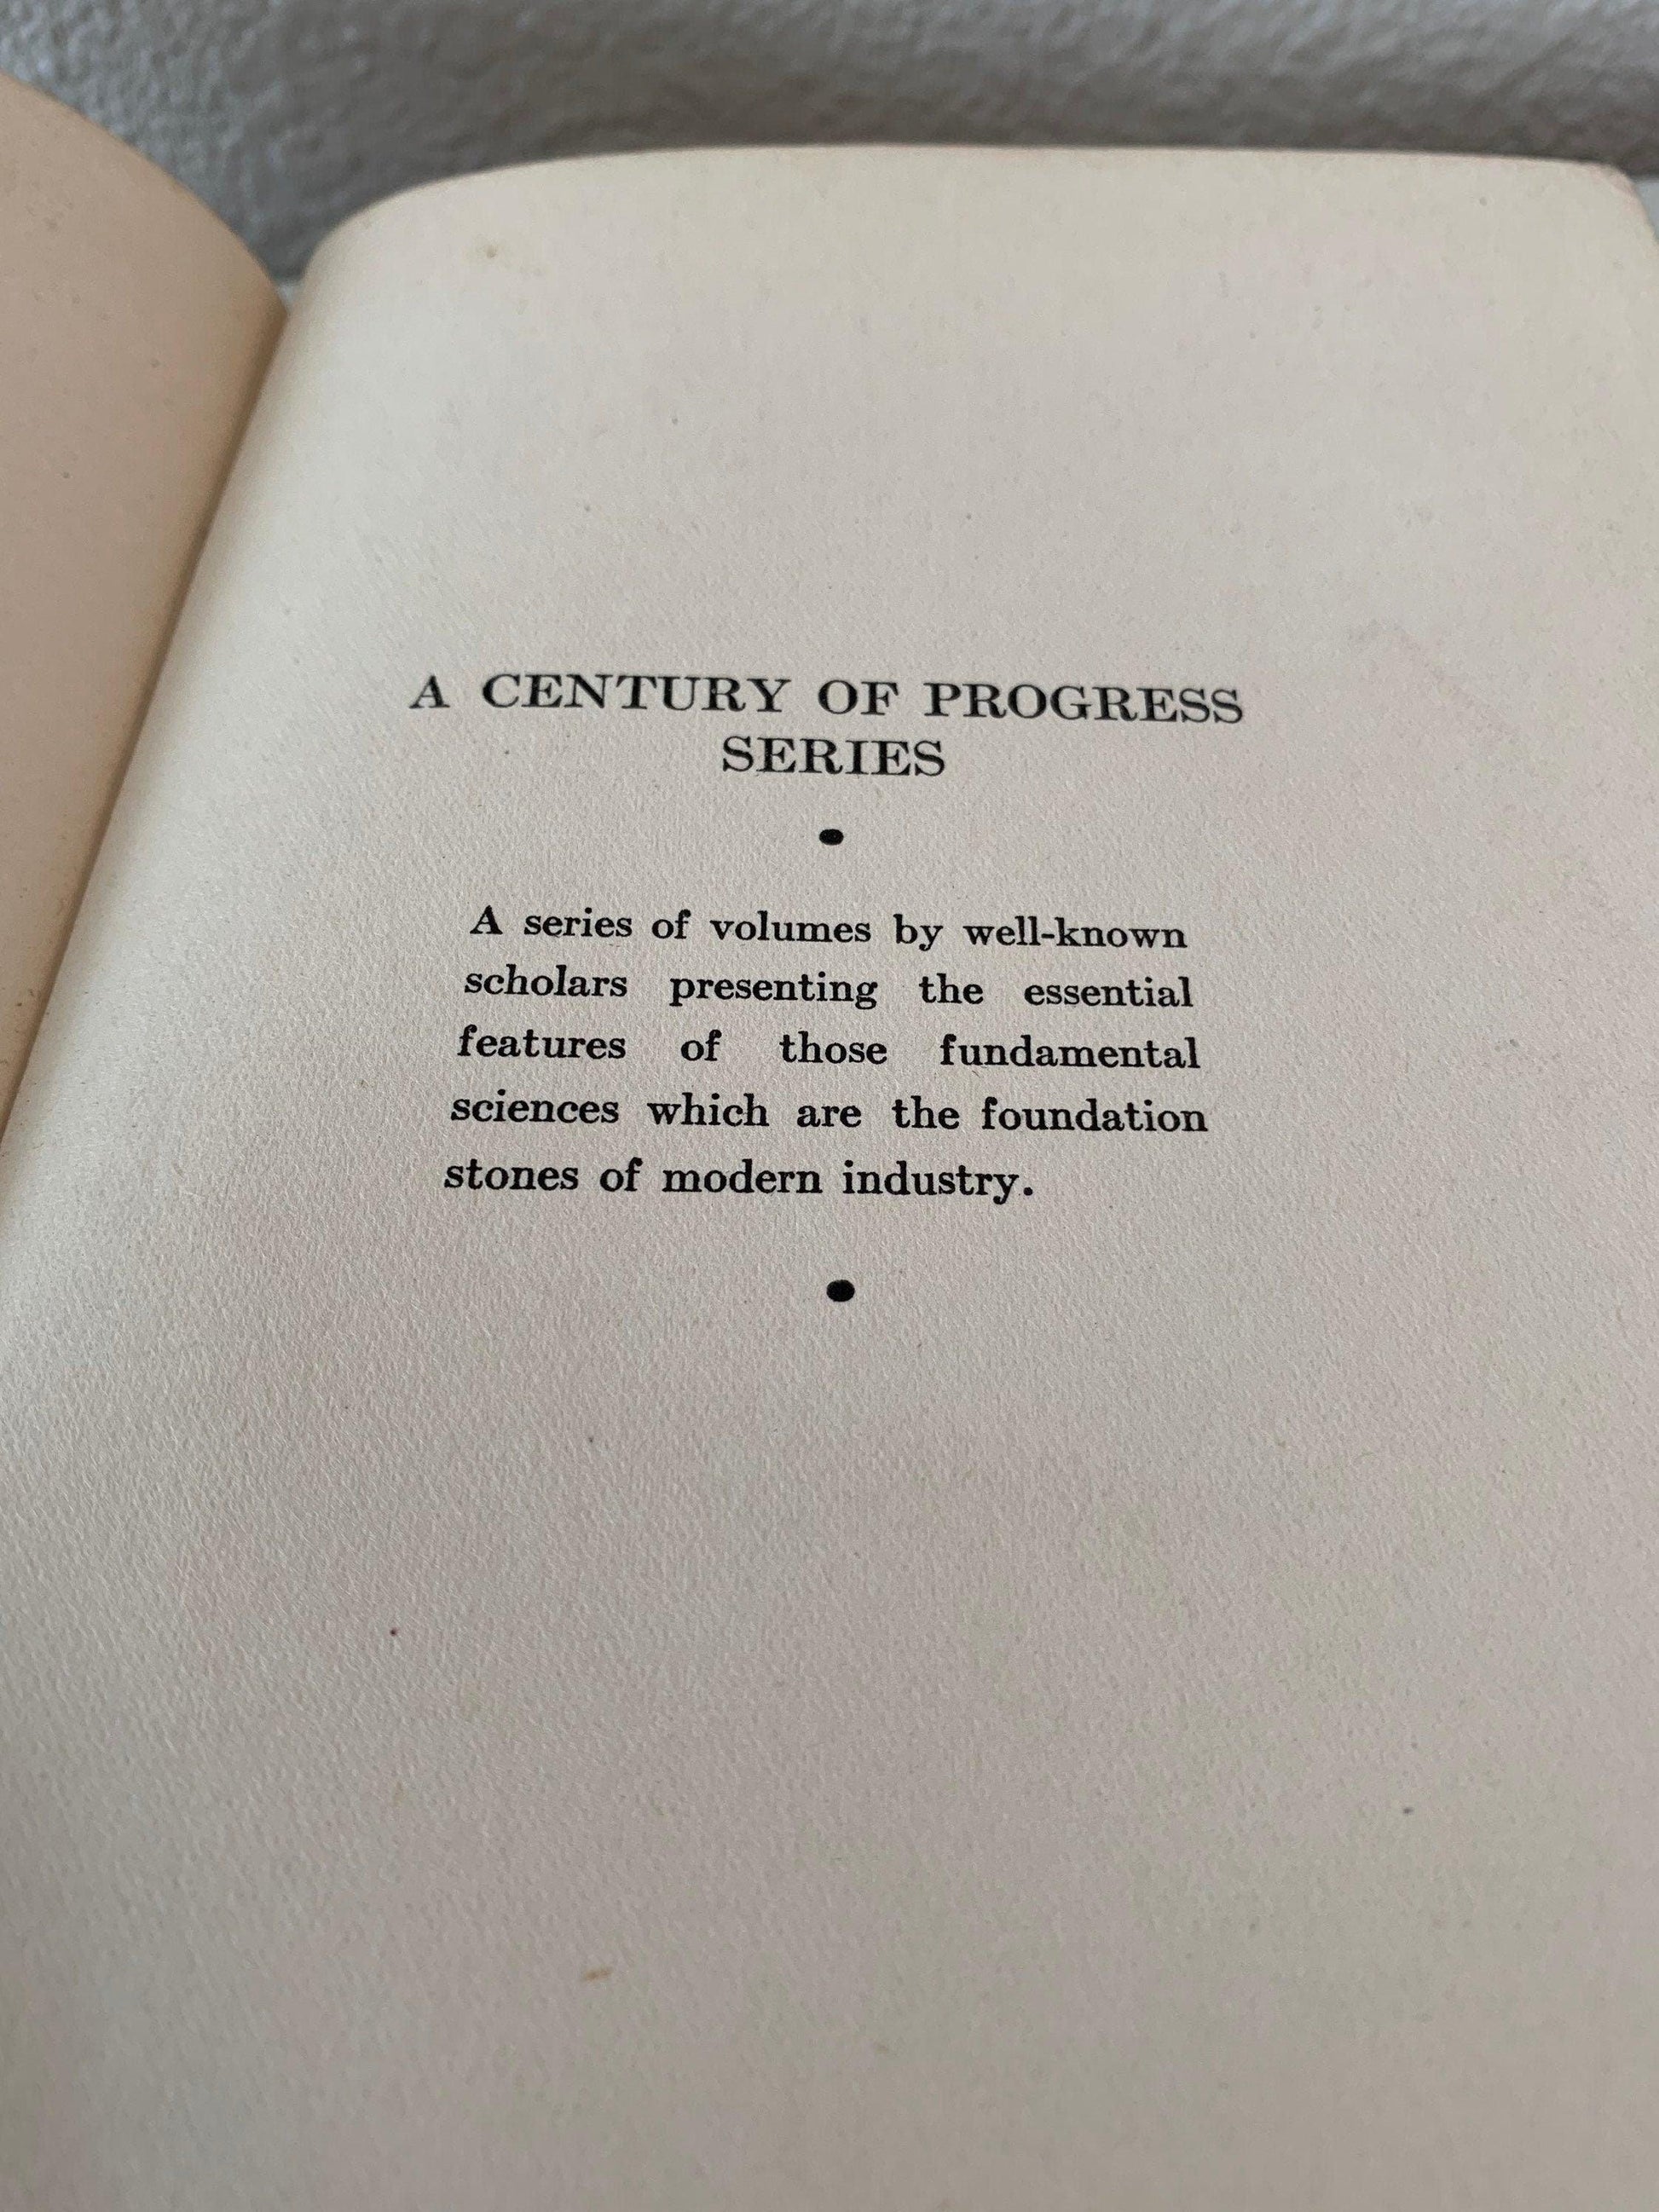 A CENTURY OF PROGRESS
SERIES
•
A series of volumes by well-known
scholars presenting the essential
features of those fundamental
sciences which are the foundation
stones of modern industry.
•